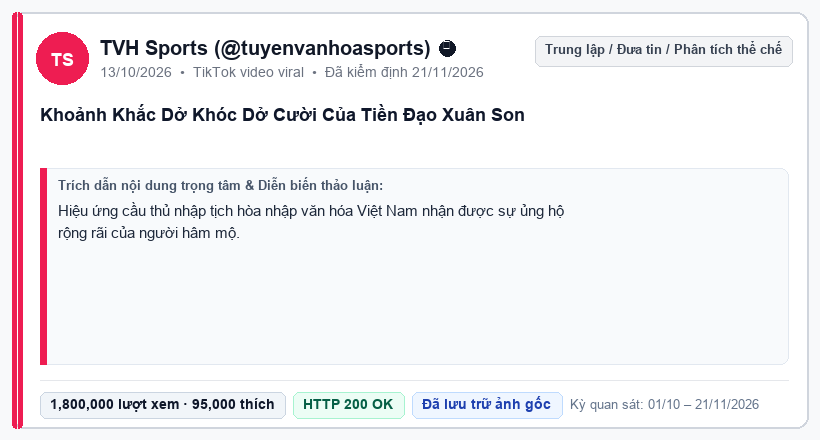 TS
TVH Sports (@tuyenvanhoasports)
13/10/2026 • TikTok video viral • Đã kiểm định 21/11/2026
Trung lập / Đưa tin / Phân tích thể chế
Khoảnh Khắc Dở Khóc Dở Cười Của Tiền Đạo Xuân Son
Trích dẫn nội dung trọng tâm & Diễn biến thảo luận:
Hiệu ứng cầu thủ nhập tịch hòa nhập văn hóa Việt Nam nhận được sự ủng hộ
rộng rãi của người hâm mộ.
1,800,000 lượt xem · 95,000 thích
HTTP 200 OK
Đã lưu trữ ảnh gốc
Kỳ quan sát: 01/10 – 21/11/2026